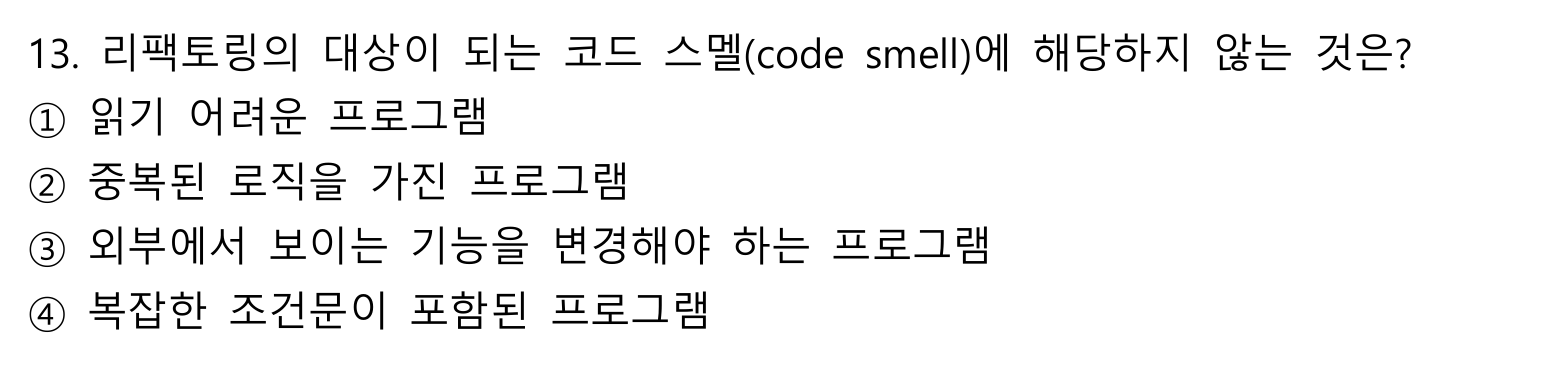 13. 리팩토링의 대상이 되는 코드 스멜(code smell)에 해당하지 않는 것은?
① 읽기 어려운 프로그램
② 중복된 로직을 가진 프로그램
③ 외부에서 보이는 기능을 변경해야 하는 프로그램
④ 복잡한 조건문이 포함된 프로그램